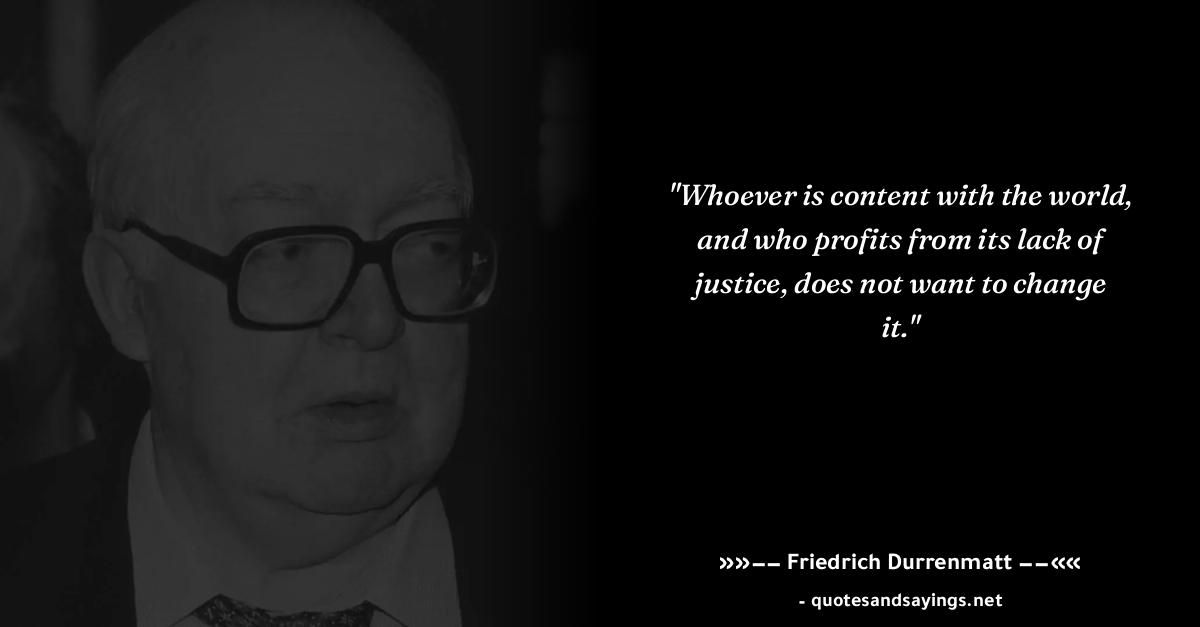 "Whoever is content with the world,
and who profits from its lack of
justice, does not want to change
it."
»»−− Friedrich Durrenmatt −−««
- quotesandsayings.net